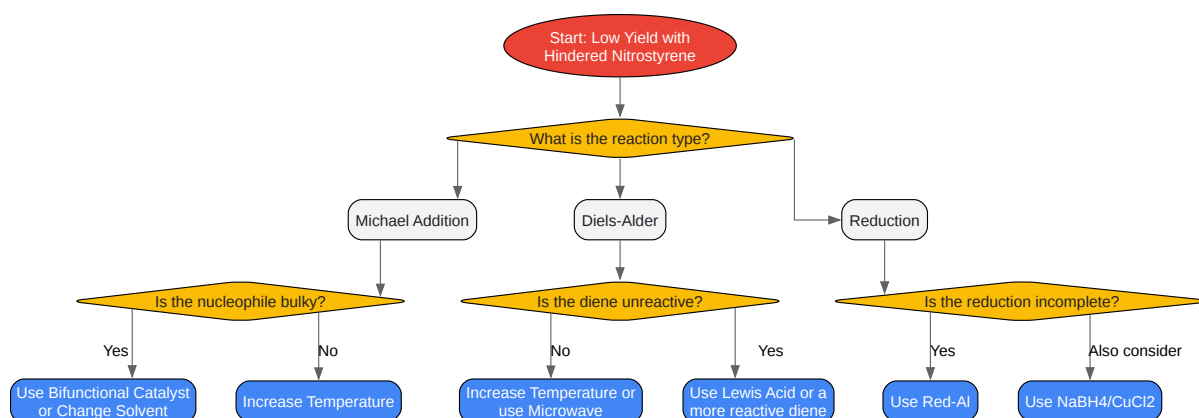 Start: Low Yield with
Hindered Nitrostyrene
What is the reaction type?
Michael Addition
Diels-Alder
Reduction
Is the nucleophile bulky?
Is the diene unreactive?
Is the reduction incomplete?
Yes
No
No
Yes
Yes
Also consider
Use Bifunctional Catalyst
or Change Solvent
Increase Temperature
Increase Temperature or
use Microwave
Use Lewis Acid or a
more reactive diene
Use Red-Al
Use NaBH4/CuCl2